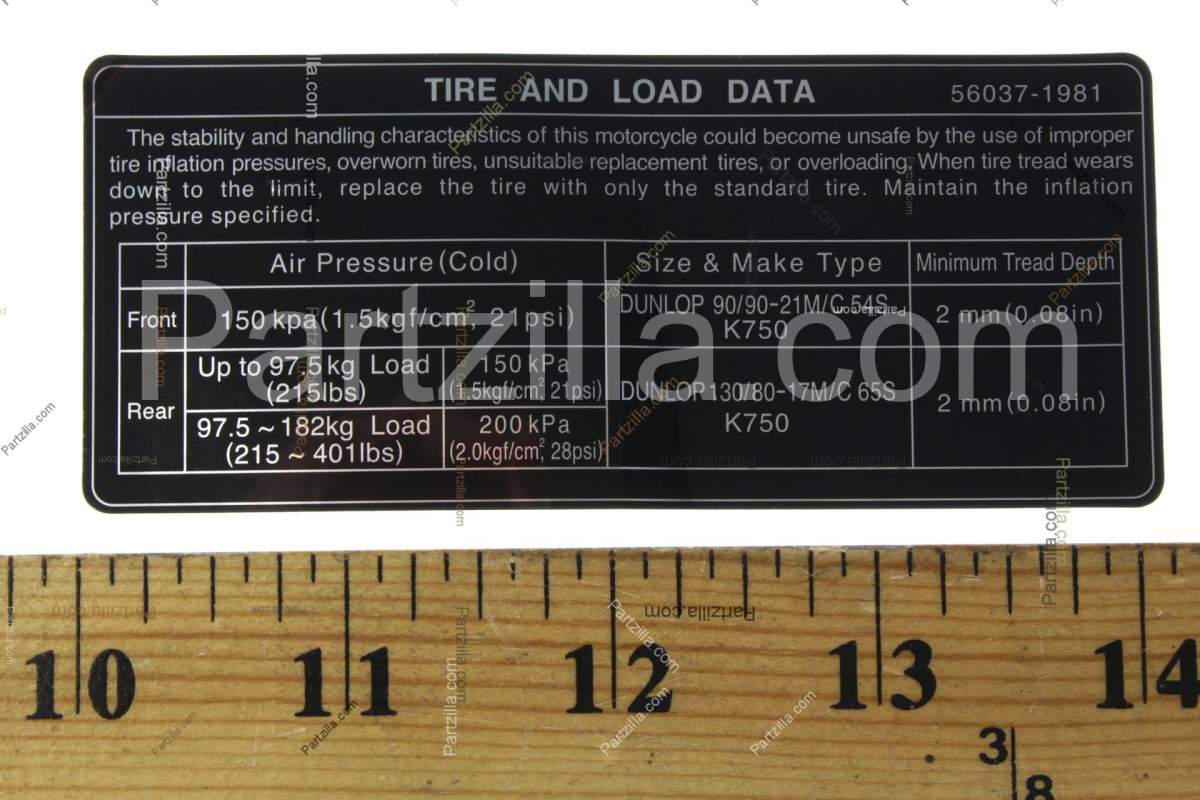 TIRE AND LOAD DATA 56037-1981
The stability and handling characteristics of this motorcycle could become unsafe by the use of improper
tire inflation pressures, overworn tires, unsuitable replacement tires, or overloading. When tire tread wears
down to the limit, replace the tire with only the standard tire. Maintain the inflation
pressure specified.
Air Pressure (Cold) Size & Make Type Minimum Tread Depth
Front 150 kpa (1.5kgf/cm², 21 psi) DUNLOP 90/90-21M/C 54S K750 2 mm (0.08in)
Rear
Up to 97.5 kg Load
(215lbs)
150 kPa
(1.5kgf/cm², 21psi)
97.5 ~ 182kg Load
(215 ~ 401lbs)
200 kPa
(2.0kgf/cm², 28psi)
DUNLOP 130/80-17M/C 65S
K750
2 mm (0.08in)
Partzilla.com
10 11 12 13 14
3
8